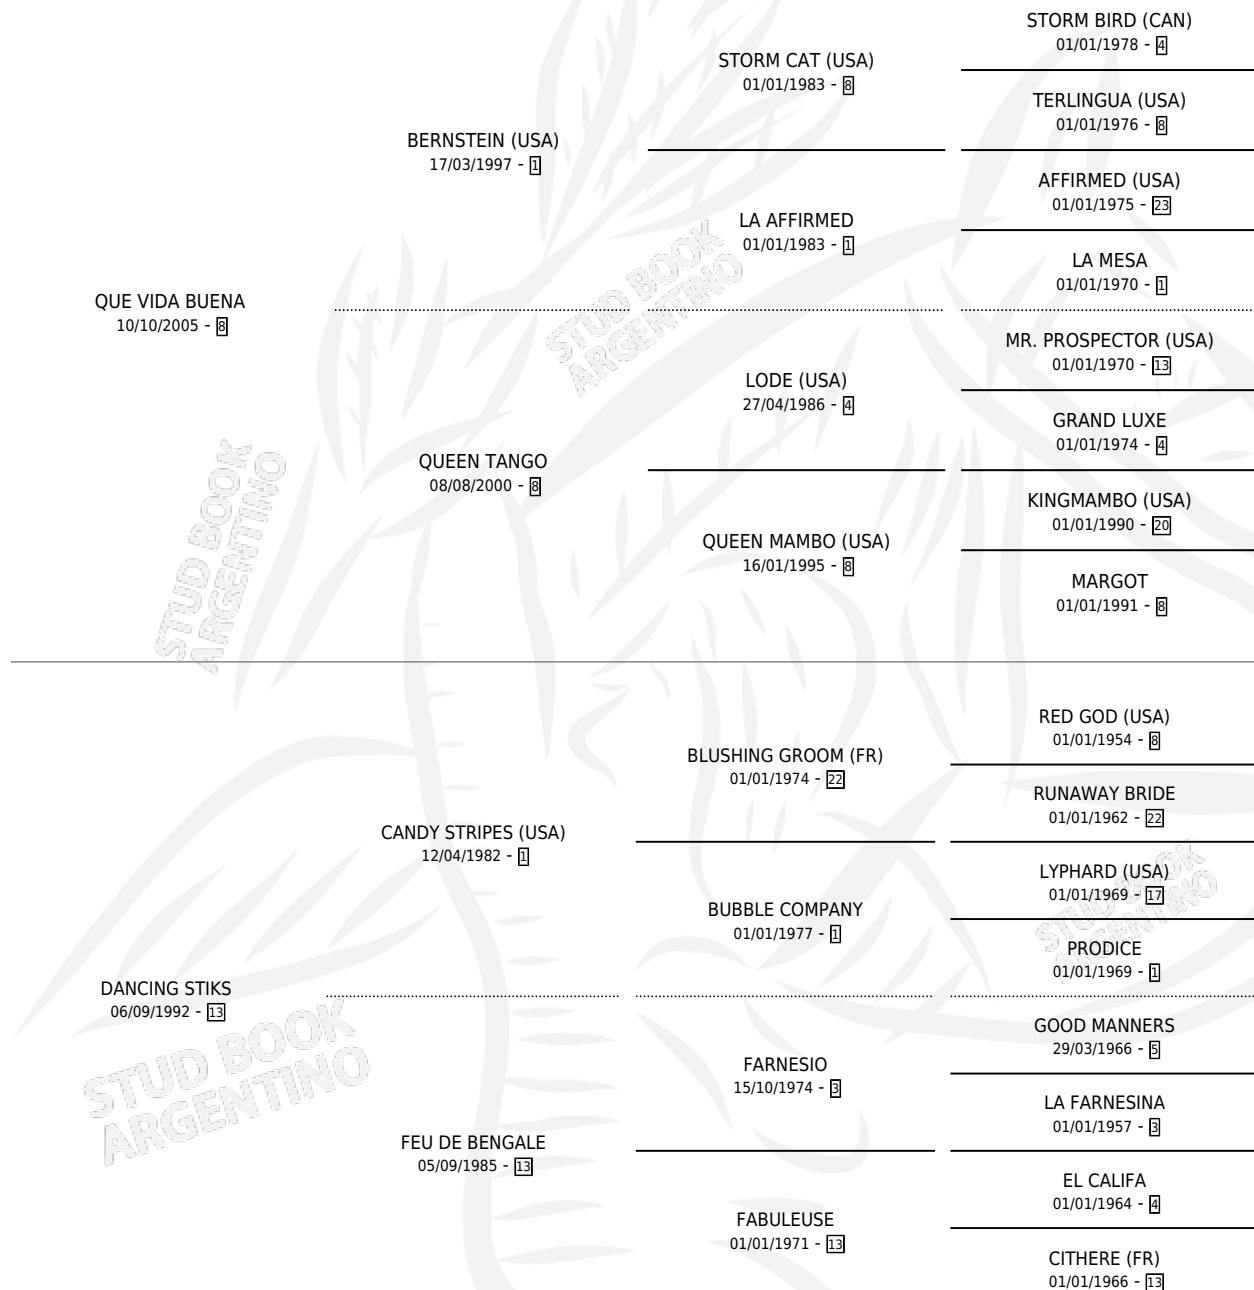 STORM BIRD (CAN)
01/01/1978 - 4
STORM CAT (USA)
01/01/1983 - 8
TERLINGUA (USA)
01/01/1976 - 8
BERNSTEIN (USA)
17/03/1997 - 1
AFFIRMED (USA)
01/01/1975 - 23
LA AFFIRMED
01/01/1983 - 1
LA MESA
01/01/1970 - 1
QUE VIDA BUENA
10/10/2005 - 8
MR. PROSPECTOR (USA)
01/01/1970 - 13
LODE (USA)
27/04/1986 - 4
GRAND LUXE
01/01/1974 - 4
QUEEN TANGO
08/08/2000 - 8
KINGMAMBO (USA)
01/01/1990 - 20
QUEEN MAMBO (USA)
16/01/1995 - 8
MARGOT
01/01/1991 - 8
STUD BOOK
ARGENTINO
STUD BOOK
ARGENTINO
RED GOD (USA)
01/01/1954 - 8
BLUSHING GROOM (FR)
01/01/1974 - 22
RUNAWAY BRIDE
01/01/1962 - 22
CANDY STRIPES (USA)
12/04/1982 - 1
LYPHARD (USA)
01/01/1969 - 17
BUBBLE COMPANY
01/01/1977 - 1
PRODICE
01/01/1969 - 1
STUD BOOK
ARGENTINO
DANCING STIKS
06/09/1992 - 13
GOOD MANNERS
29/03/1966 - 5
FARNESIO
15/10/1974 - 3
LA FARNESINA
01/01/1957 - 3
FEU DE BENGALE
05/09/1985 - 13
EL CALIFA
01/01/1964 - 4
FABULEUSE
01/01/1971 - 13
CITHERE (FR)
01/01/1966 - 13
STUD BOOK
ARGENTINO